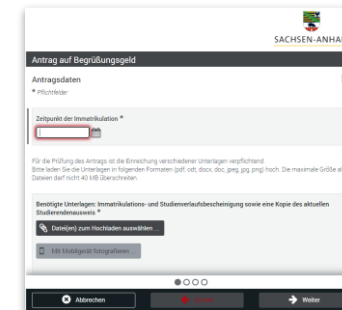 SACHSEN-ANHA
Antrag auf Begrüßungsgeld
Antragsdaten
* Pflichtfelder
Zeitpunkt der Immatrikulation *
Für die Prüfung des Antrags ist die Einreichung verschiedener Unterlagen verpflichtend.
Bitte laden Sie die Unterlagen in folgenden Formaten (pdf, odt, docx, doc, jpeg, jpg, png) hoch. Die maximale Größe al
Dateien darf nicht 40 MB überschreiten.
Benötigte Unterlagen: Immatrikulations- und Studienverlaufsbescheinigung sowie eine Kopie des aktuellen
Studierendenausweis *
Datei(en) zum Hochladen auswählen ...
Mit Mobilgerät fotografieren ...
Abbrechen
Weiter